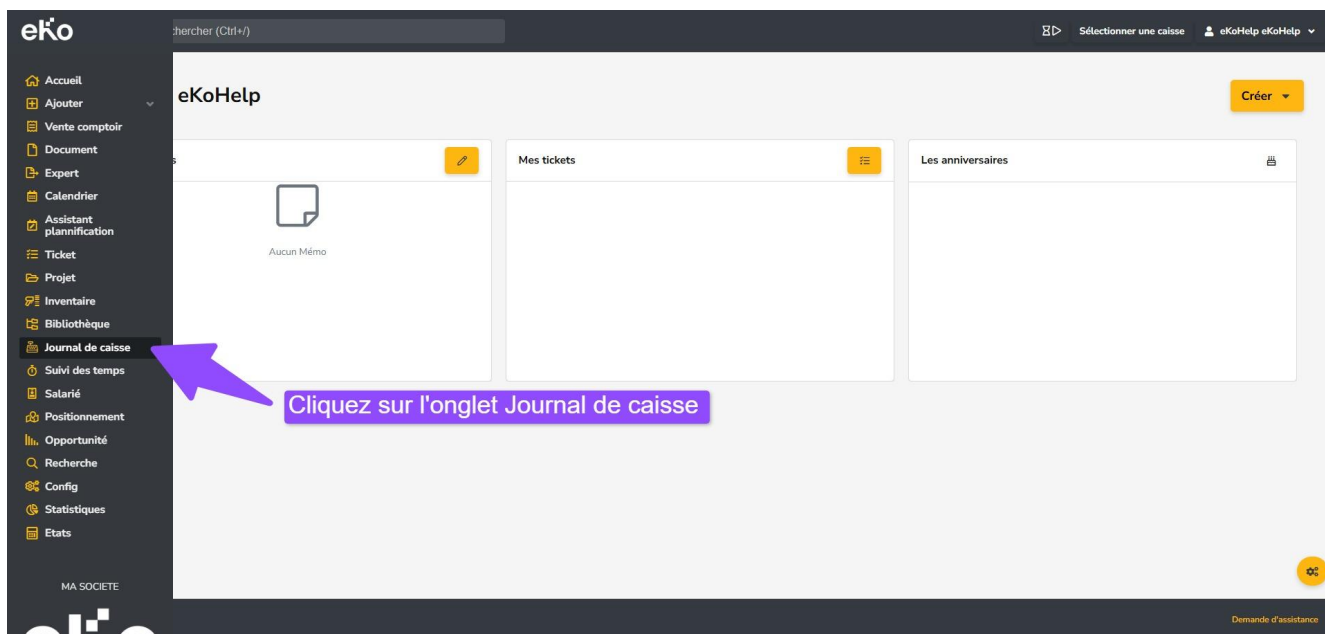 eko
hercher (Ctrl+/)
Sélectionner une caisse
eKoHelp eKoHelp
Accueil
Ajouter
Vente comptoir
Document
Expert
Calendrier
Assistant
plannification
Ticket
Projet
Inventaire
Bibliothèque
Journal de caisse
Suivi des temps
Salarié
Positionnement
Opportunité
Recherche
Config
Statistiques
Etats
MA SOCIETE
eKoHelp
Créer
s
Aucun Mémo
Mes tickets
Les anniversaires
Cliquez sur l'onglet Journal de caisse
Demande d'assistance